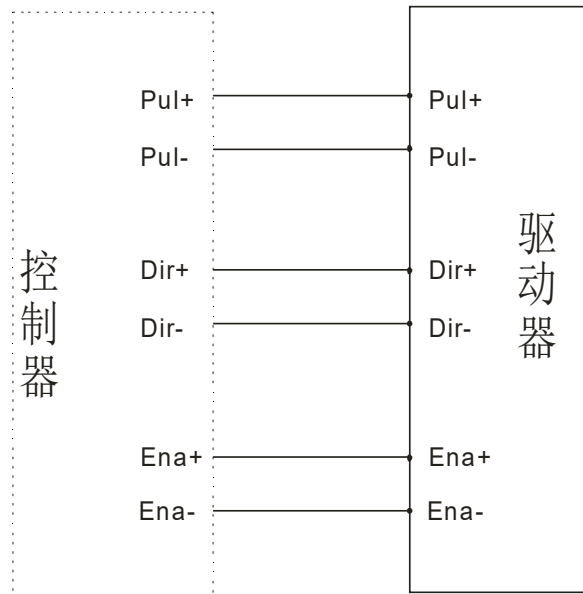 Pul+ Pul+
Pul- Pul-
Dir+ Dir+
Dir- Dir-
Ena+ Ena+
Ena- Ena-
控制器
驱动器